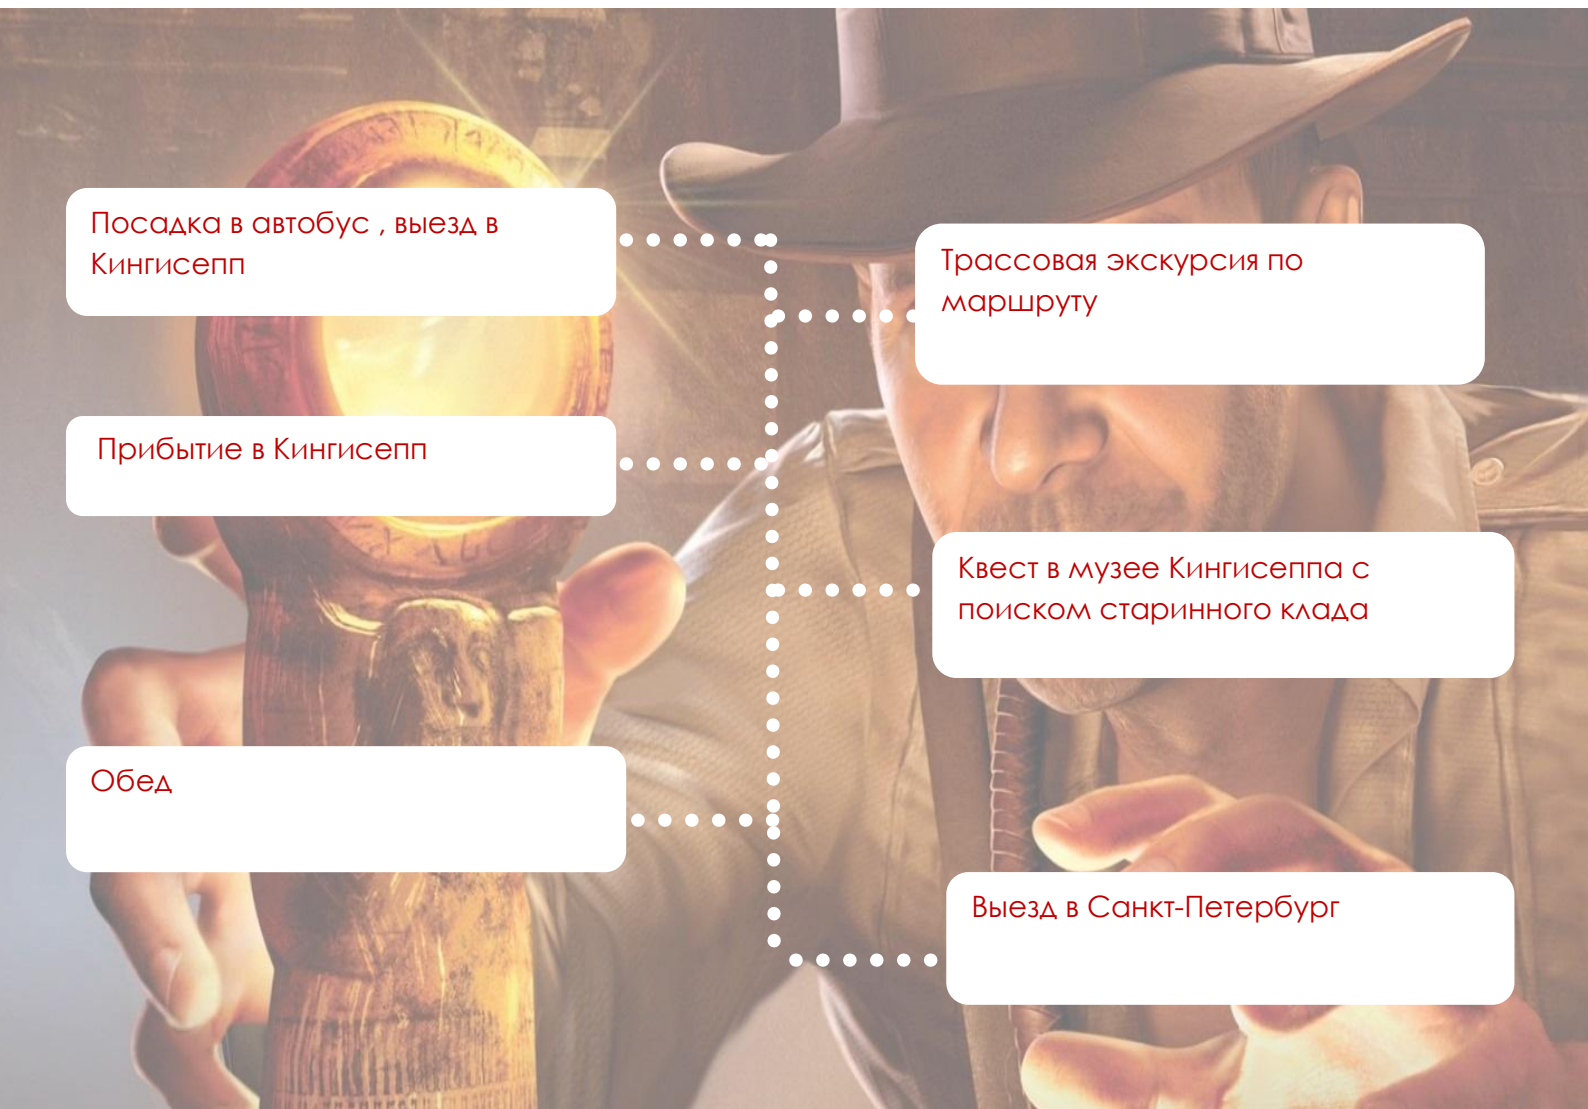 Посадка в автобус , выезд в
Кингисепп
Трассовая экскурсия по
маршруту
Прибытие в Кингисепп
Квест в музее Кингисеппа с
поиском старинного клада
Обед
Выезд в Санкт-Петербург